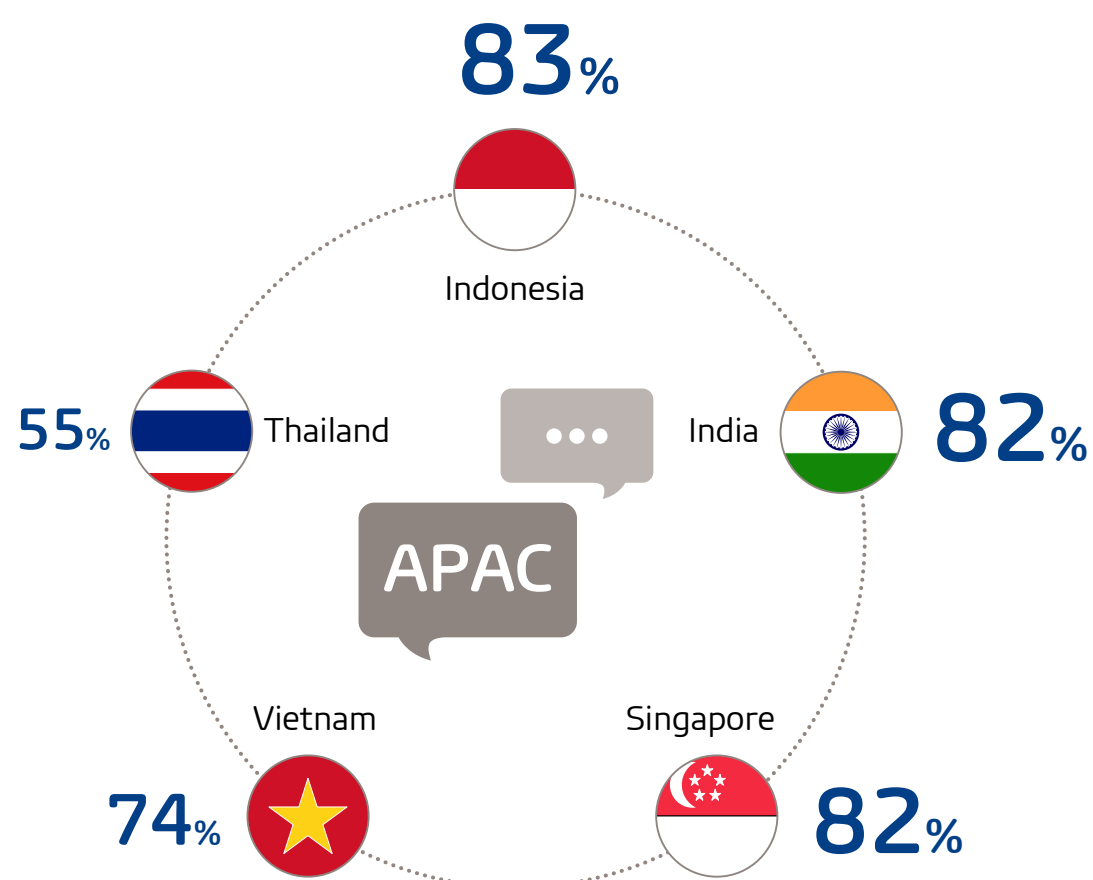 83%
Indonesia
55%
Thailand
India
82%
APAC
Vietnam
Singapore
74%
82%